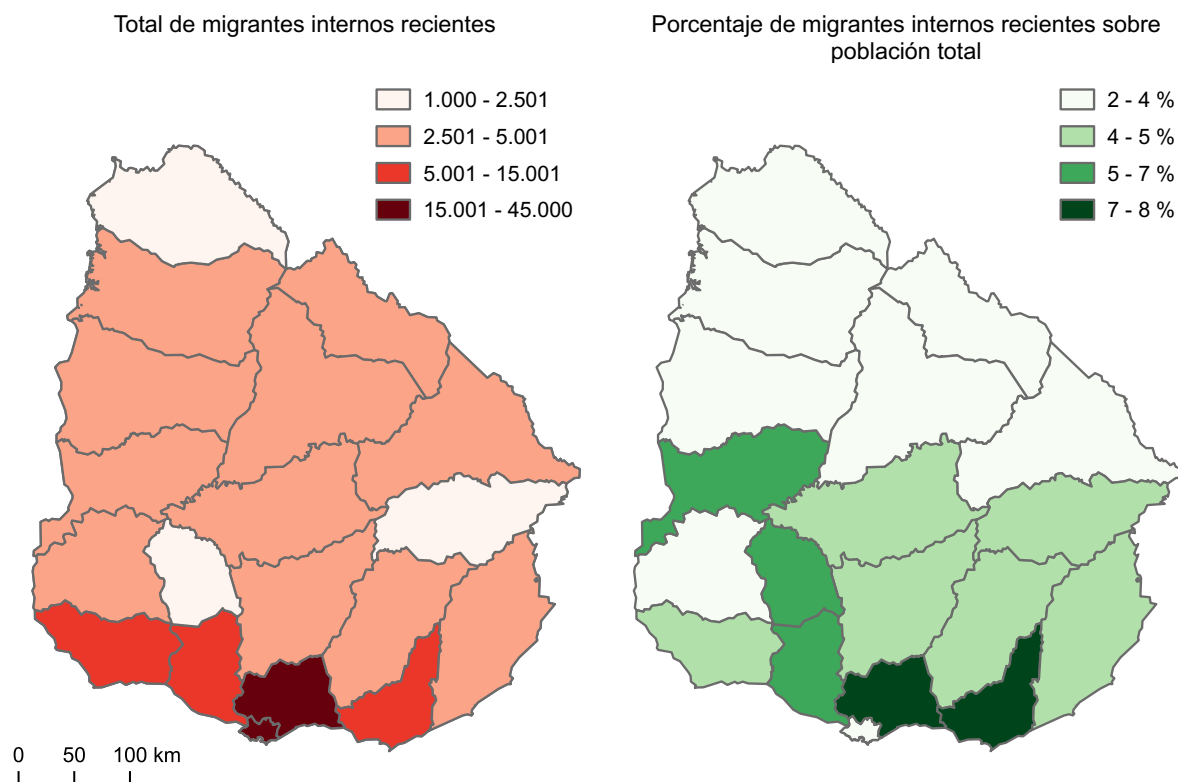 Total de migrantes internos recientes
1.000 - 2.501
2.501 - 5.001
5.001 - 15.001
15.001 - 45.000
0 50 100 km
Porcentaje de migrantes internos recientes sobre
población total
2 - 4 %
4 - 5 %
5 - 7 %
7 - 8 %